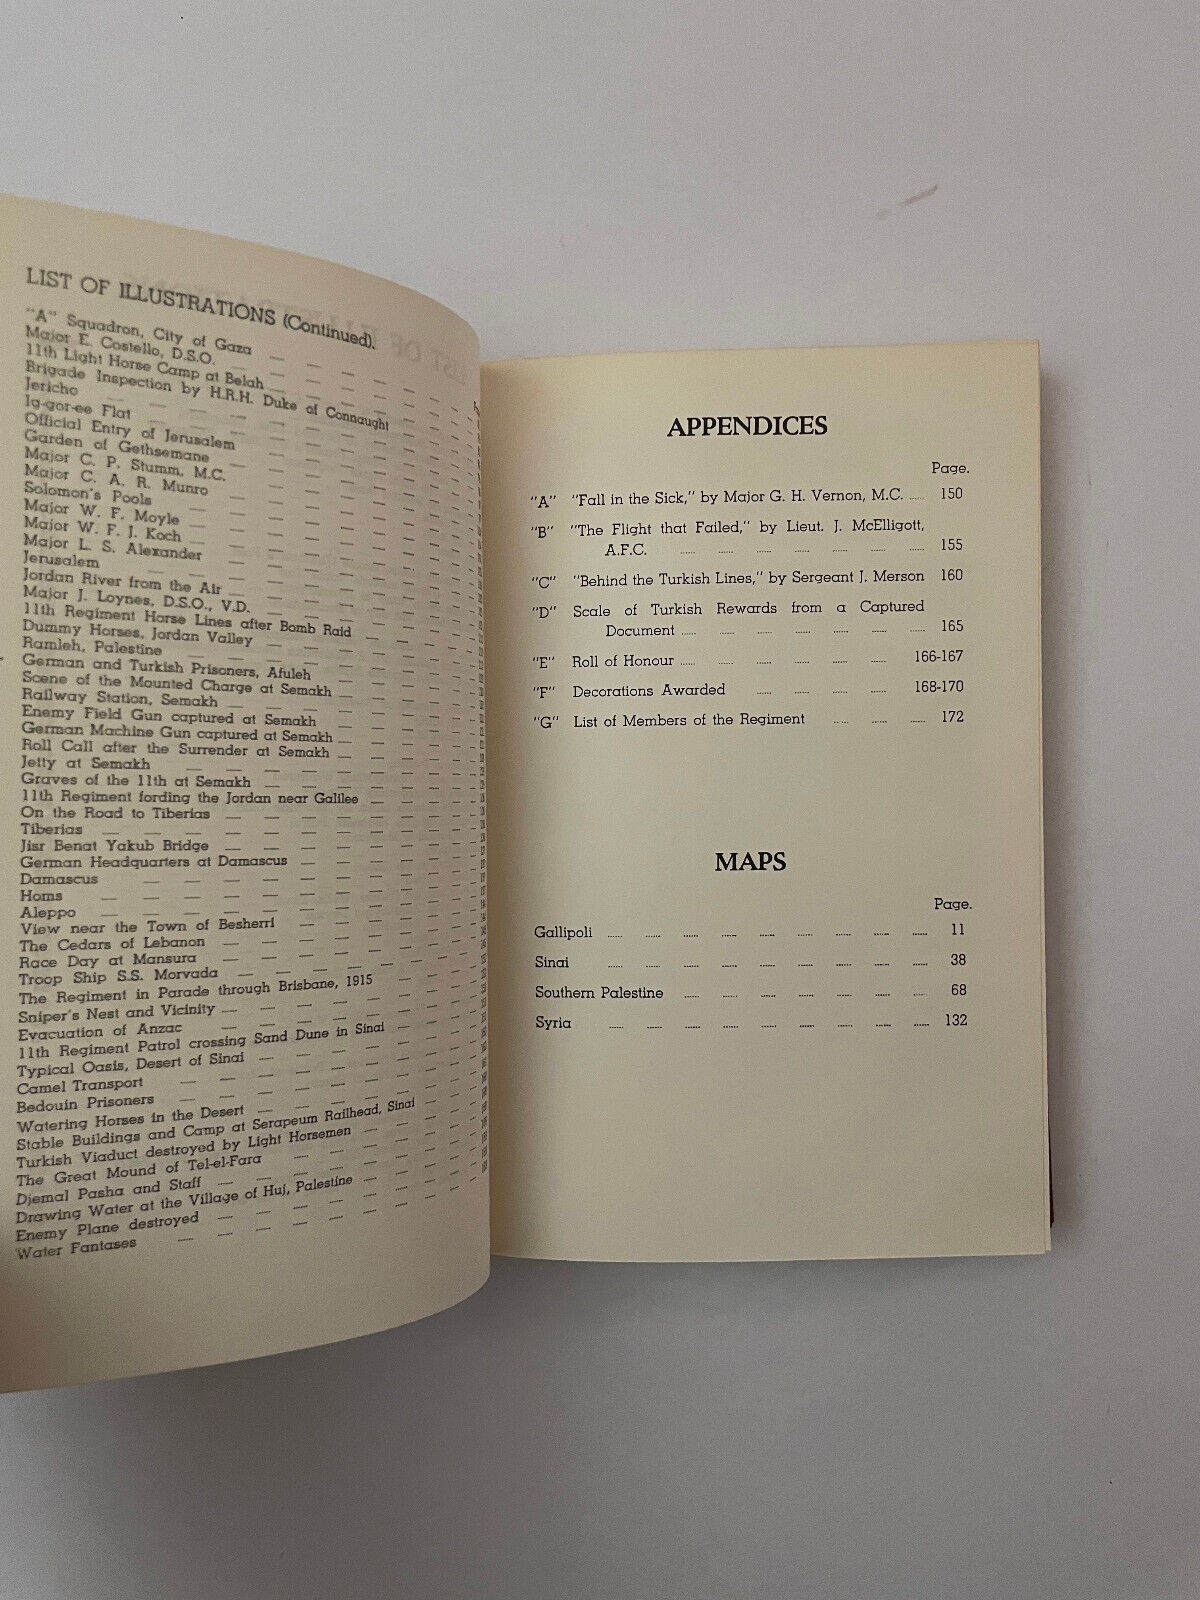 LIST OF ILLUSTRATIONS (Continued).
"A" Squadron, City of Gaza
Major E. Costello, D.S.O.
11th Light Horse Camp at Belah
Brigade Inspection by H.R.H. Duke of Connaught
Jericho
Ig-gor-ee Flat
Official Entry of Jerusalem
Garden of Gethsemane
Major C. P. Stumm, M.C.
Major C. A. R. Munro
Solomon's Pools
Major W. F. Moyle
Major W. F. J. Koch
Major L. S. Alexander
Jerusalem
Jordan River from the Air
Major J. Loynes, D.S.O., V.D.
11th Regiment Horse Lines after Bomb Raid
Dummy Horses, Jordan Valley
Ramleh, Palestine
German and Turkish Prisoners, Afuleh
Scene of the Mounted Charge at Semakh
Railway Station, Semakh
Enemy Field Gun captured at Semakh
German Machine Gun captured at Semakh
Roll Call after the Surrender at Semakh
Jetty at Semakh
Graves of the 11th at Semakh
11th Regiment fording the Jordan near Galilee
On the Road to Tiberias
Tiberias
Jisr Benat Yakub Bridge
German Headquarters at Damascus
Damascus
Homs
Aleppo
View near the Town of Besherri
The Cedars of Lebanon
Race Day at Mansura
Troop Ship S.S. Morvada
The Regiment in Parade through Brisbane, 1915
Sniper's Nest and Vicinity
Evacuation of Anzac
11th Regiment Patrol crossing Sand Dune in Sinai
Typical Oasis, Desert of Sinai
Camel Transport
Bedouin Prisoners
Watering Horses in the Desert
Stable Buildings and Camp at Serapeum Railhead, Sinai
Turkish Viaduct destroyed by Light Horsemen
The Great Mound of Tel-el-Fara
Djemal Pasha and Staff
Drawing Water at the Village of Huj, Palestine
Enemy Plane destroyed
Water Fantases
APPENDICES
Page.
"A" "Fall in the Sick," by Major G. H. Vernon, M.C. 150
"B" "The Flight that Failed," by Lieut. J. McElligott,
A.F.C. 155
"C" "Behind the Turkish Lines," by Sergeant J. Merson 160
"D" Scale of Turkish Rewards from a Captured
Document 165
"E" Roll of Honour 166-167
"F" Decorations Awarded 168-170
"G" List of Members of the Regiment 172
MAPS
Page.
Gallipoli 11
Sinai 38
Southern Palestine 68
Syria 132